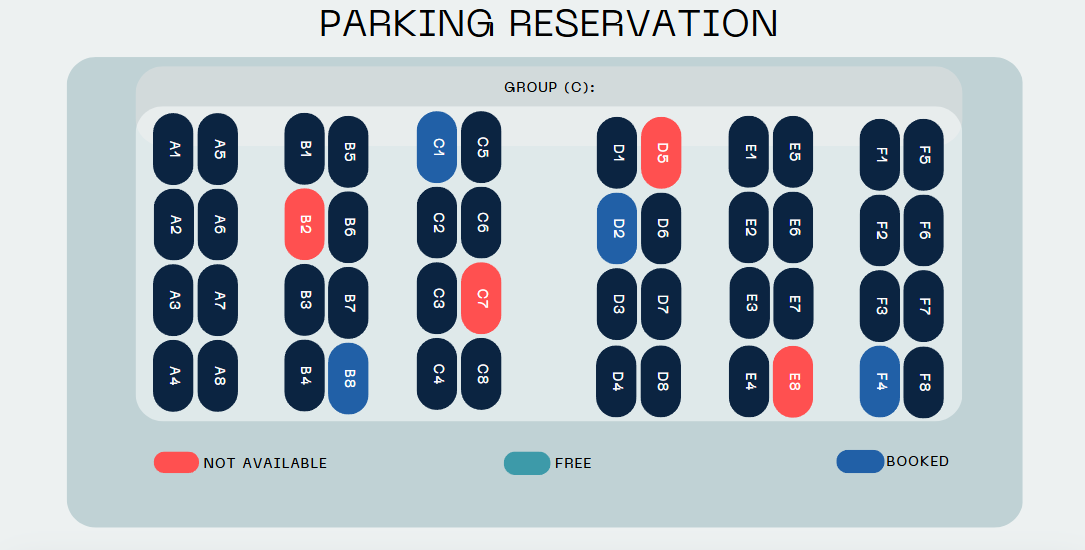 PARKING RESERVATION
GROUP (C):
A1 A5 B1 B5 C1 C5 D1 D5 E1 E5 F1 F5
A2 A6 B2 B6 C2 C6 D2 D6 E2 E6 F2 F6
A3 A7 B3 B7 C3 C7 D3 D7 E3 E7 F3 F7
A4 A8 B4 B8 C4 C8 D4 D8 E4 E8 F4 F8
NOT AVAILABLE FREE BOOKED